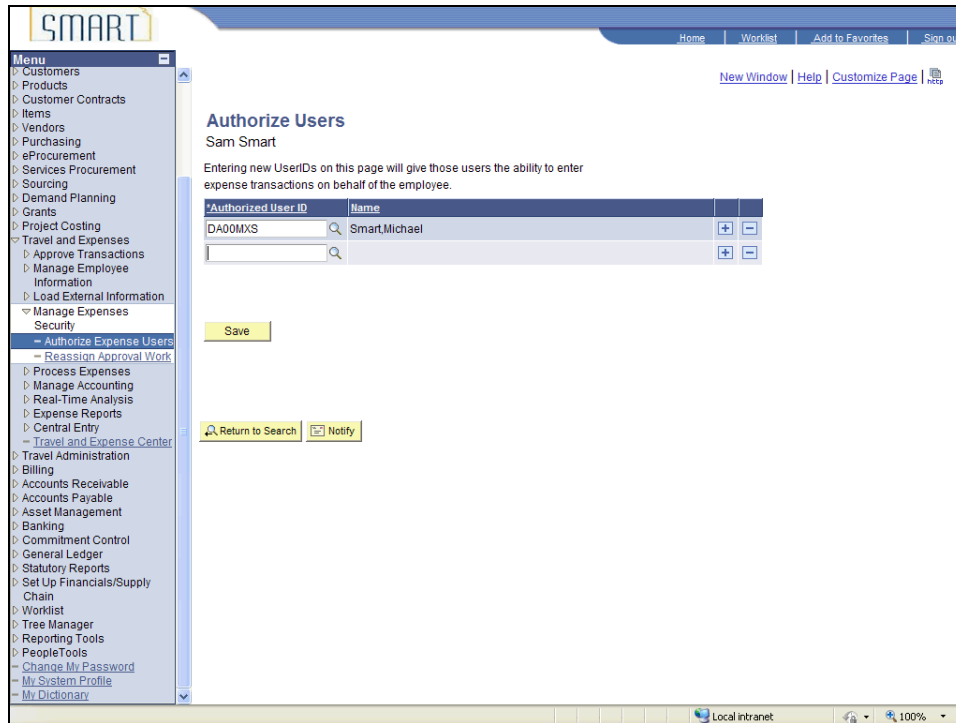 SMART
Home
Worklist
Add to Favorites
Menu
Customers
Products
Customer Contracts
Items
Vendors
Purchasing
eProcurement
Services Procurement
Sourcing
Demand Planning
Grants
Project Costing
Travel and Expenses
Approve Transactions
Manage Employee
Information
Load External Information
Manage Expenses
Security
Authorize Expense Users
Reassign Approval Work
Process Expenses
Manage Accounting
Real-Time Analysis
Expense Reports
Central Entry
Travel and Expense Center
Travel Administration
Billing
Accounts Receivable
Accounts Payable
Asset Management
Banking
Commitment Control
General Ledger
Statutory Reports
Set Up Financials/Supply
Chain
Worklist
Tree Manager
Reporting Tools
PeopleTools
Change My Password
My System Profile
My Dictionary
New Window | Help | Customize Page | http
Authorize Users
Sam Smart
Entering new UserIDs on this page will give those users the ability to enter
expense transactions on behalf of the employee.
*Authorized User ID Name
DA00MXS Smart,Michael
Save
Return to Search Notify
Local intranet
100%